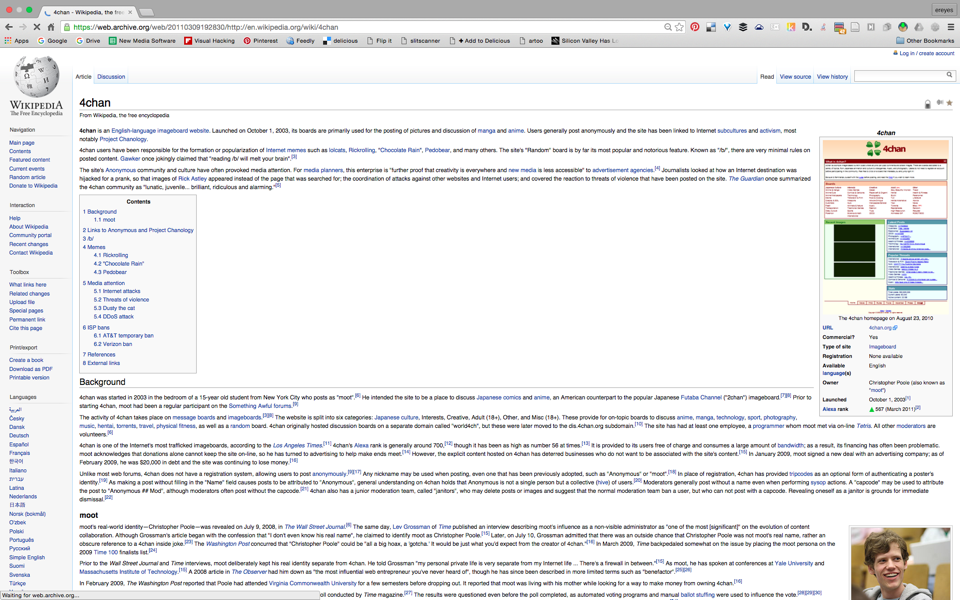 4chan - Wikipedia, the free
ereyes
https://web.archive.org/web/20110309192830/http://en.wikipedia.org/wiki/4chan
Apps Google Drive New Media Software Visual Hacking Pinterest Feedly delicious Flip it slitscanner + Add to Delicious artoo Silicon Valley Has Lo Other Bookmarks
Log in / create account
WIKIPEDIA
The Free Encyclopedia
Navigation
Main page
Contents
Featured content
Current events
Random article
Donate to Wikipedia
Interaction
Help
About Wikipedia
Community portal
Recent changes
Contact Wikipedia
Toolbox
What links here
Related changes
Upload file
Special pages
Permanent link
Cite this page
Print/export
Create a book
Download as PDF
Printable version
Languages
العربية
Česky
Dansk
Deutsch
Español
Français
한국어
Italiano
עברית
Latina
Nederlands
日本語
Norsk (bokmål)
O'zbek
Polski
Português
Русский
Simple English
Suomi
Svenska
Türkçe
Article Discussion Read View source View history
4chan
From Wikipedia, the free encyclopedia
4chan is an English-language imageboard website. Launched on October 1, 2003, its boards are primarily used for the posting of pictures and discussion of manga and anime. Users generally post anonymously and the site has been linked to Internet subcultures and activism, most
notably Project Chanology.
4chan users have been responsible for the formation or popularization of Internet memes such as lolcats, Rickrolling, "Chocolate Rain", Pedobear, and many others. The site's "Random" board is by far its most popular and notorious feature. Known as "/b/", there are very minimal rules on
posted content. Gawker once jokingly claimed that "reading /b/ will melt your brain".[3]
The site's Anonymous community and culture have often provoked media attention. For media planners, this enterprise is "further proof that creativity is everywhere and new media is less accessible" to advertisement agencies.[4] Journalists looked at how an Internet destination was
hijacked for a prank, so that images of Rick Astley appeared instead of the page that was searched for; the coordination of attacks against other websites and Internet users; and covered the reaction to threats of violence that have been posted on the site. The Guardian once summarized
the 4chan community as "lunatic, juvenile... brilliant, ridiculous and alarming."[5]
Contents
1 Background
1.1 moot
2 Links to Anonymous and Project Chanology
3 /b/
4 Memes
4.1 Rickrolling
4.2 "Chocolate Rain"
4.3 Pedobear
5 Media attention
5.1 Internet attacks
5.2 Threats of violence
5.3 Dusty the cat
5.4 DDoS attack
6 ISP bans
6.1 AT&T temporary ban
6.2 Verizon ban
7 References
8 External links
4chan
4chan
The 4chan homepage on August 23, 2010
URL 4chan.org
Commercial? Yes
Type of site Imageboard
Registration None available
Available language(s) English
Owner Christopher Poole (also known as "moot")
Launched October 1, 2003[1]
Alexa rank 567 (March 2011)[2]
Background
4chan was started in 2003 in the bedroom of a 15-year old student from New York City who posts as "moot".[6] He intended the site to be a place to discuss Japanese comics and anime, an American counterpart to the popular Japanese Futaba Channel ("2chan") imageboard.[7][8] Prior to
starting 4chan, moot had been a regular participant on the Something Awful forums.[9]
The activity of 4chan takes place on message boards and imageboards.[3][8] The website is split into six categories: Japanese culture, Interests, Creative, Adult (18+), Other, and Misc (18+). These provide for on-topic boards to discuss anime, manga, technology, sport, photography,
music, hentai, torrents, travel, physical fitness, as well as a random board. 4chan originally hosted discussion boards on a separate domain called "world4ch", but these were later moved to the dis.4chan.org subdomain.[10] The site has had at least one employee, a programmer whom moot met via on-line Tetris. All other moderators are
volunteers.[6]
4chan is one of the Internet's most trafficked imageboards, according to the Los Angeles Times.[11] 4chan's Alexa rank is generally around 700,[12] though it has been as high as number 56 at times.[13] It is provided to its users free of charge and consumes a large amount of bandwidth; as a result, its financing has often been problematic.
moot acknowledges that donations alone cannot keep the site on-line, so he has turned to advertising to help make ends meet.[14] However, the explicit content hosted on 4chan has deterred businesses who do not want to be associated with the site's content.[15] In January 2009, moot signed a new deal with an advertising company; as of
February 2009, he was $20,000 in debt and the site was continuing to lose money.[16]
Unlike most web forums, 4chan does not have a registration system, allowing users to post anonymously.[9][17] Any nickname may be used when posting, even one that has been previously adopted, such as "Anonymous" or "moot".[18] In place of registration, 4chan has provided tripcodes as an optional form of authenticating a poster's
identity.[19] As making a post without filling in the "Name" field causes posts to be attributed to "Anonymous", general understanding on 4chan holds that Anonymous is not a single person but a collective (hive) of users.[20] Moderators generally post without a name even when performing sysop actions. A "capcode" may be used to attribute
the post to "Anonymous ## Mod", although moderators often post without the capcode.[21] 4chan also has a junior moderation team, called "janitors", who may delete posts or images and suggest that the normal moderation team ban a user, but who can not post with a capcode. Revealing oneself as a janitor is grounds for immediate
dismissal.[22]
moot
moot's real-world identity—Christopher Poole—was revealed on July 9, 2008, in The Wall Street Journal.[6] The same day, Lev Grossman of Time published an interview describing moot's influence as a non-visible administrator as "one of the most [significant]" on the evolution of content
collaboration. Although Grossman's article began with the confession that "I don't even know his real name", he claimed to identify moot as Christopher Poole.[15] Later, on July 10, Grossman admitted that there was an outside chance that Christopher Poole was not moot's real name, rather an
obscure reference to a 4chan inside joke.[23] The Washington Post concurred that "Christopher Poole" could be "all a big hoax, a 'gotcha.' It would be just what you'd expect from the creator of 4chan."[18] In March 2009, Time backpedaled somewhat on the issue by placing the moot persona on the
2009 Time 100 finalists list.[24]
Prior to the Wall Street Journal and Time interviews, moot deliberately kept his real identity separate from 4chan. He told Grossman "my personal private life is very separate from my Internet life ... There's a firewall in between."[15] As moot, he has spoken at conferences at Yale University and
Massachusetts Institute of Technology.[15] A 2008 article in The Observer had him down as "the most influential web entrepreneur you've never heard of", though he has since been described in more limited terms such as "benefactor".[25][26]
In February 2009, The Washington Post reported that Poole had attended Virginia Commonwealth University for a few semesters before dropping out. It reported that moot was living with his mother while looking for a way to make money from owning 4chan.[16]
Waiting for web.archive.org...
oll conducted by Time magazine.[27] The results were questioned even before the poll completed, as automated voting programs and manual ballot stuffing were used to influence the vote.[28][29][30]